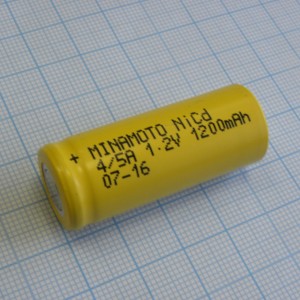 + MINAMOTO NiCd
4/5A 1.2V 1200mAh
07-16